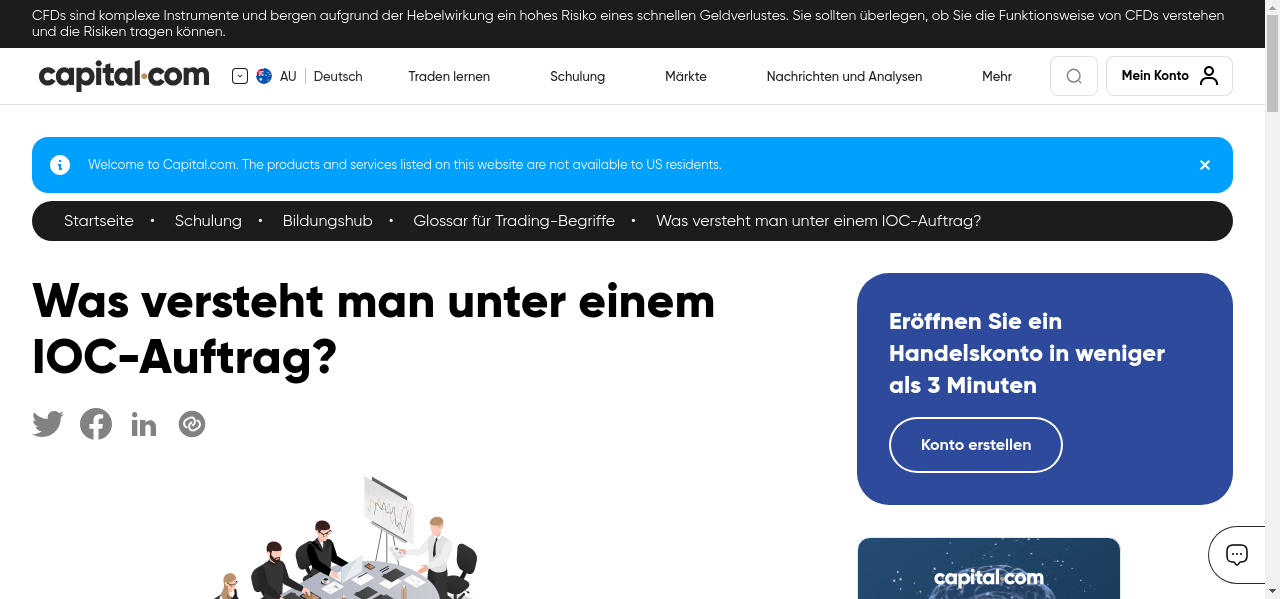 CFDs sind komplexe Instrumente und bergen aufgrund der Hebelwirkung ein hohes Risiko eines schnellen Geldverlustes. Sie sollten überlegen, ob Sie die Funktionsweise von CFDs verstehen
und die Risiken tragen können.
capital.com
AU
Deutsch
Traden lernen
Schulung
Märkte
Nachrichten und Analysen
Mehr
Mein Konto
Welcome to Capital.com. The products and services listed on this website are not available to US residents.
Startseite • Schulung • Bildungshub • Glossar für Trading-Begriffe • Was versteht man unter einem IOC-Auftrag?
Was versteht man unter einem
IOC-Auftrag?
Eröffnen Sie ein
Handelskonto in weniger
als 3 Minuten
Konto erstellen
capital.com